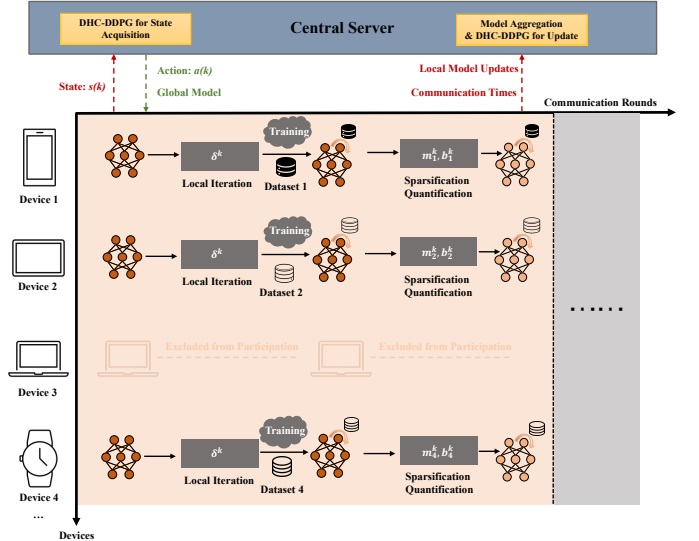 DHC-DDPG for State
Acquisition
Central Server
Model Aggregation
& DHC-DDPG for Update
State: s(k)
Action: a(k)
Global Model
Local Model Updates
Communication Times
Communication Rounds
Device 1
δ^k
Local Iteration
Training
Dataset 1
m_1^k, b_1^k
Sparsification
Quantification
Device 2
δ^k
Local Iteration
Training
Dataset 2
m_2^k, b_2^k
Sparsification
Quantification
......
Device 3
Excluded from Participation
Excluded from Participation
Device 4
δ^k
Local Iteration
Training
Dataset 4
m_4^k, b_4^k
Sparsification
Quantification
...
Devices